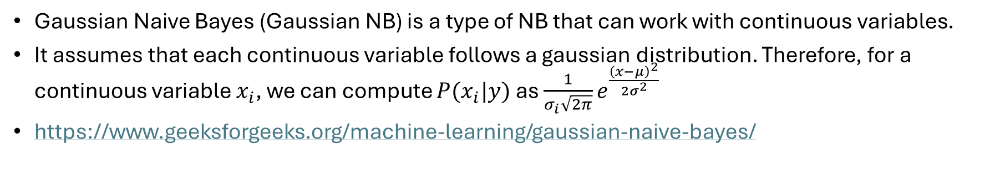 • Gaussian Naive Bayes (Gaussian NB) is a type of NB that can work with continuous variables.
• It assumes that each continuous variable follows a gaussian distribution. Therefore, for a
continuous variable $x_i$, we can compute $P(x_i|y)$ as $\frac{1}{\sigma_i\sqrt{2\pi}} e^{\frac{(x-\mu)^2}{2\sigma^2}}$
• https://www.geeksforgeeks.org/machine-learning/gaussian-naive-bayes/